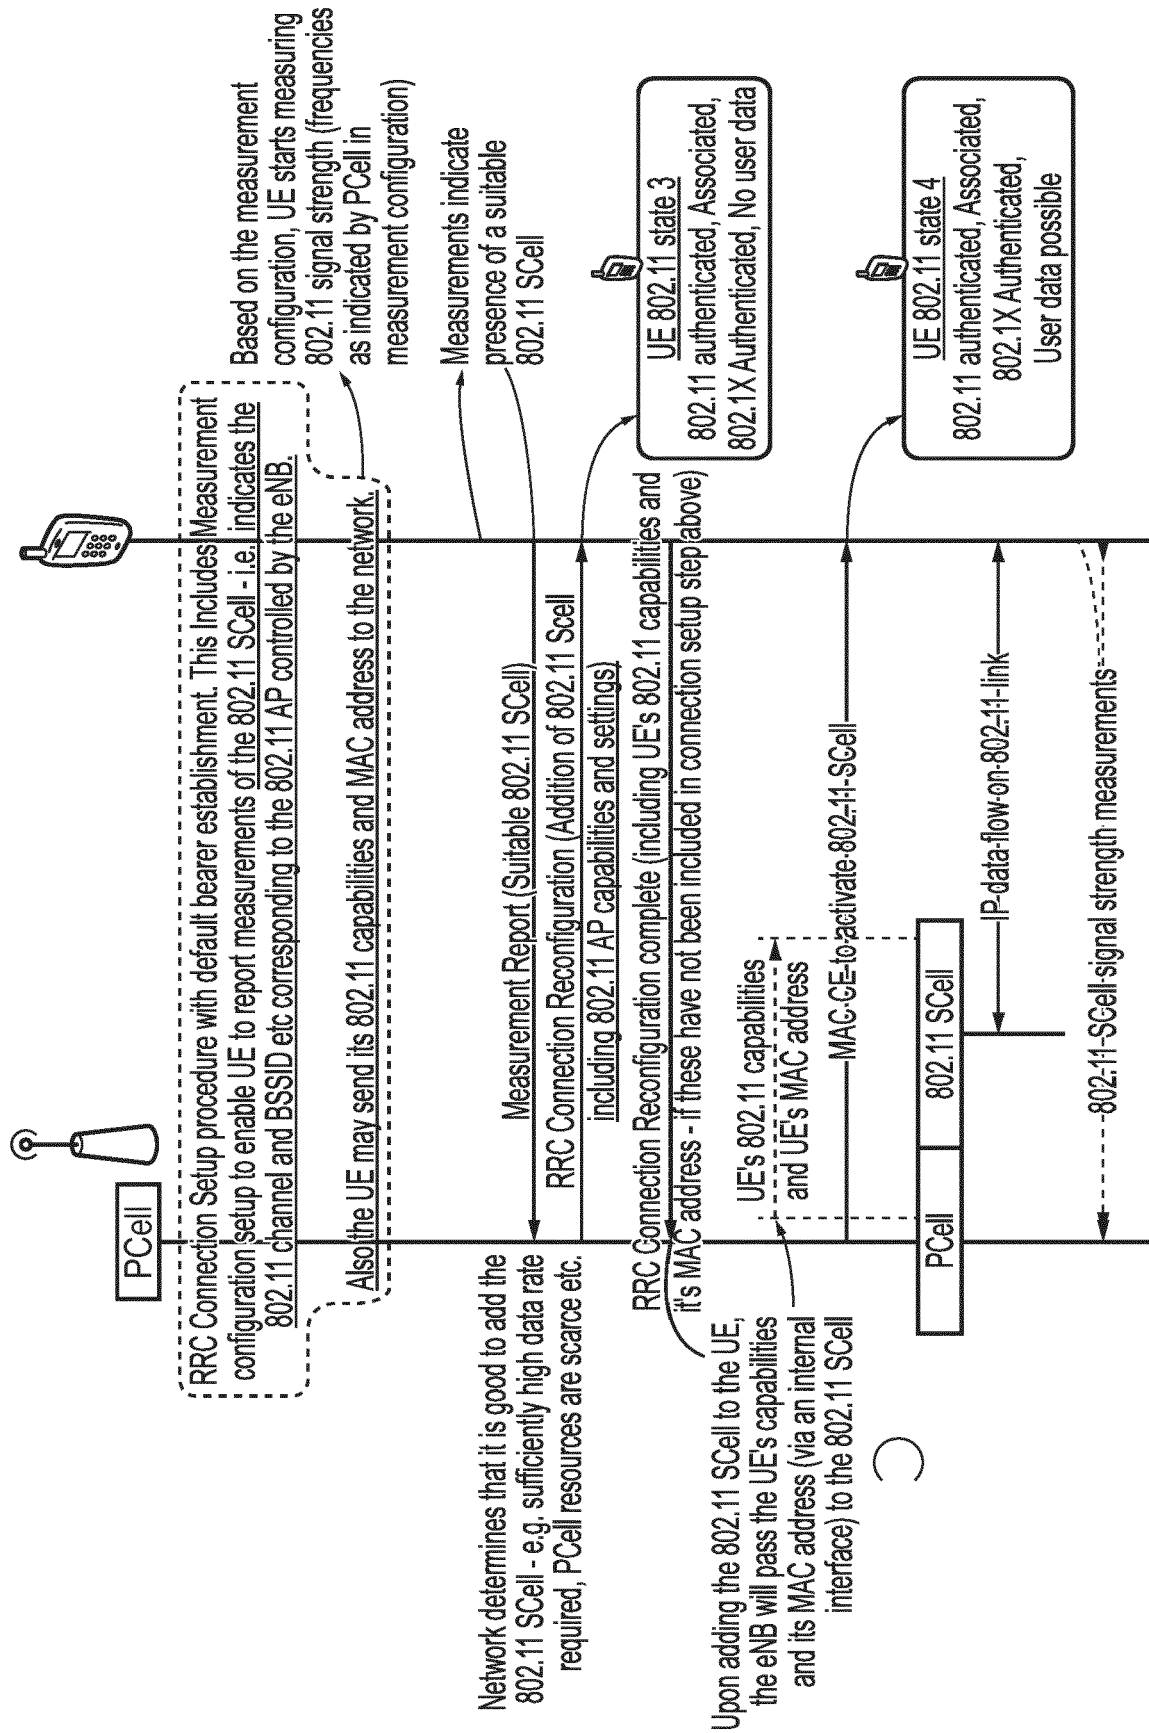 PCell
RRC Connection Setup procedure with default bearer establishment. This Includes Measurement
configuration setup to enable UE to report measurements of the 802.11 SCell - i.e. indicates the
802.11 channel and BSSID etc corresponding to the 802.11 AP controlled by the eNB.
Also the UE may send its 802.11 capabilities and MAC address to the network.
Based on the measurement
configuration, UE starts measuring
802.11 signal strength (frequencies
as indicated by PCell in
measurement configuration)
Measurements indicate
presence of a suitable
802.11 SCell
Measurement Report (Suitable 802.11 SCell)
Network determines that it is good to add the
802.11 SCell - e.g. sufficiently high data rate
required, PCell resources are scarce etc.
RRC Connection Reconfiguration (Addition of 802.11 Scell
including 802.11 AP capabilities and settings)
UE 802.11 state 3
802.11 authenticated, Associated,
802.1X Authenticated, No user data
RRC Connection Reconfiguration complete (including UE's 802.11 capabilities and
it's MAC address - if these have not been included in connection setup step above)
Upon adding the 802.11 SCell to the UE,
the eNB will pass the UE's capabilities
and its MAC address (via an internal
interface) to the 802.11 SCell
UE's 802.11 capabilities
and UE's MAC address
MAC-CE-to-activate-802-11-SCell
UE 802.11 state 4
802.11 authenticated, Associated,
802.1X Authenticated,
User data possible
PCell
802.11 SCell
IP-data-flow-on-802-11-link
802-11-SCell-signal strength measurements